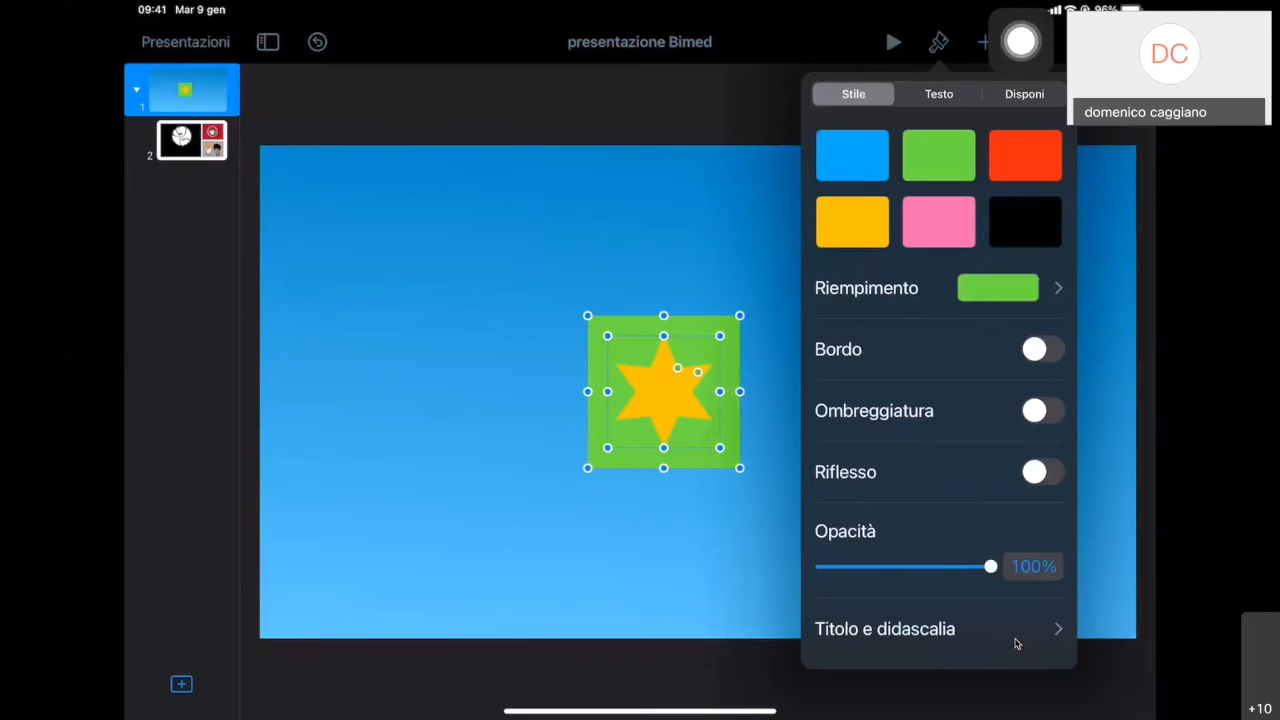 09:41 Mar 9 gen
96%
Presentazioni
presentazione Bimed
DC
domenico caggiano
Stile
Testo
Disponi
1
2
Riempimento
Bordo
Ombreggiatura
Riflesso
Opacità
100%
Titolo e didascalia
+10